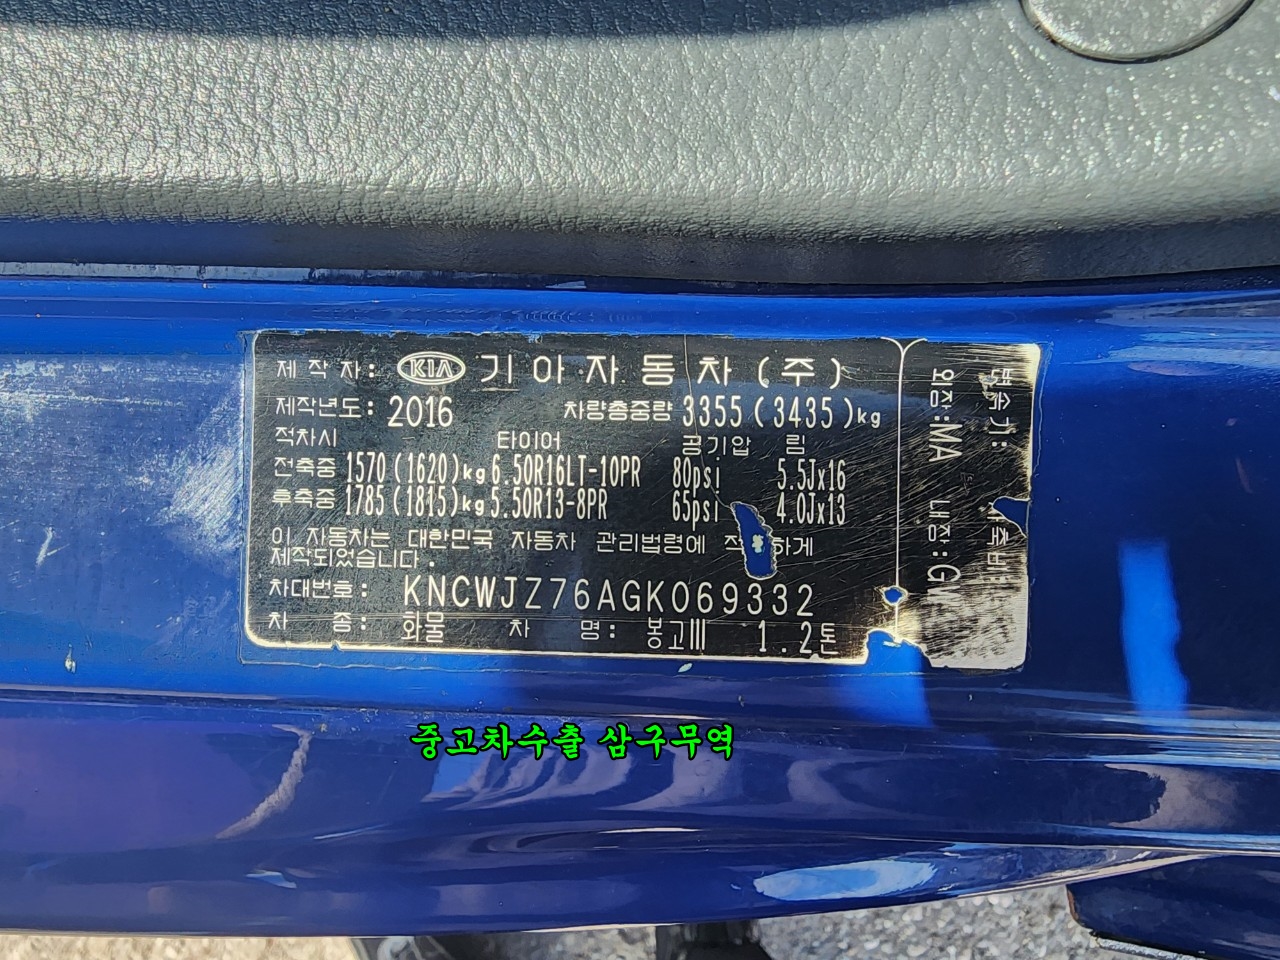 제 작 자: KIA 기아자동차(주)
제작년도: 2016 차량총중량 3355(3435)kg
적차시 타이어 공기압 림
전축중 1570(1620)kg 6.50R16LT-10PR 80psi 5.5Jx16
후축중 1785(1815)kg 5.50R13-8PR 65psi 4.0Jx13
이 자동차는 대한민국 자동차 관리법령에 하게
제작되었습니다.
차대번호: KNCWJZ76AGK069332
차 종: 화물 차 명: 봉고III 1.2톤
변속기:
외장:MA 내장:
중고차수출 삼구무역